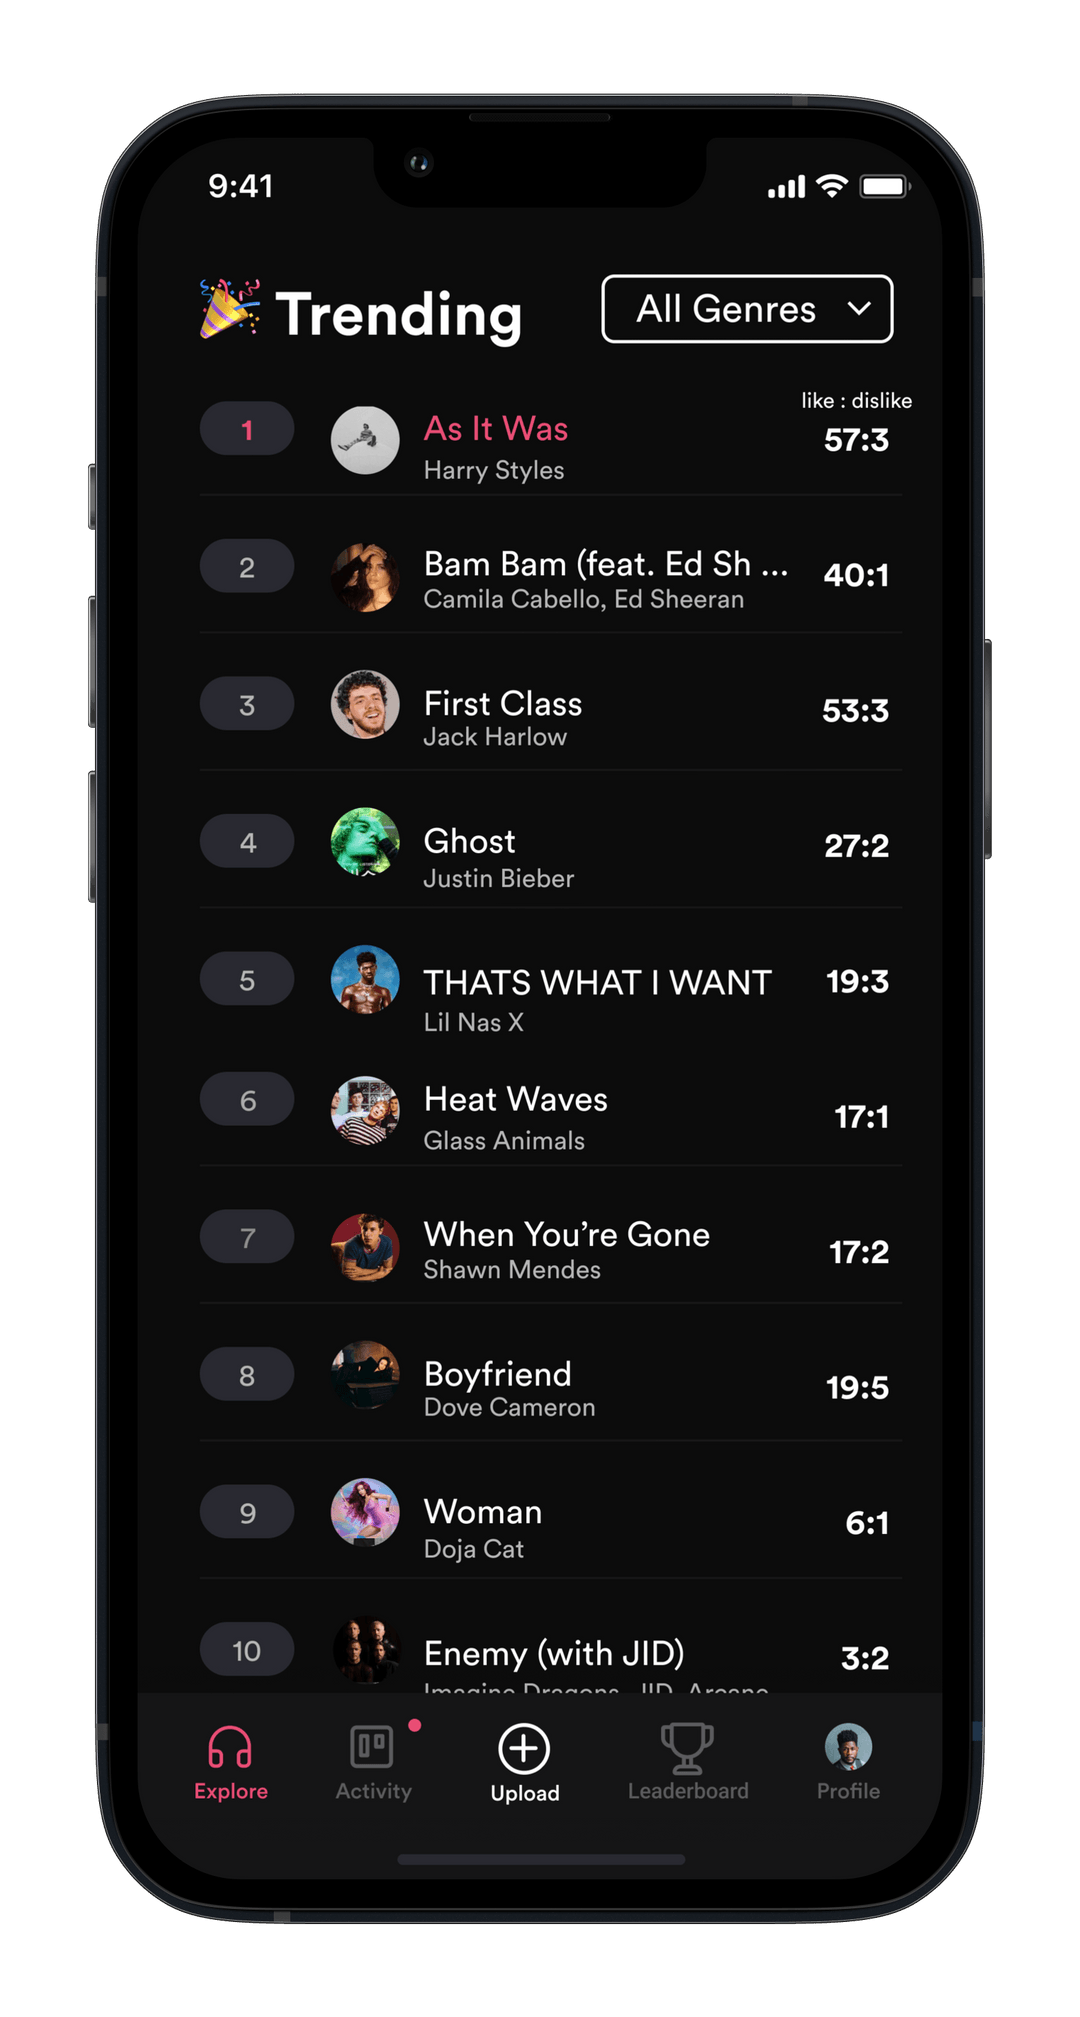 9:41
Trending
All Genres
like : dislike
1
As It Was
57:3
Harry Styles
2
Bam Bam (feat. Ed Sh ...
40:1
Camila Cabello, Ed Sheeran
3
First Class
53:3
Jack Harlow
4
Ghost
27:2
Justin Bieber
5
THATS WHAT I WANT
19:3
Lil Nas X
6
Heat Waves
17:1
Glass Animals
7
When You’re Gone
17:2
Shawn Mendes
8
Boyfriend
19:5
Dove Cameron
9
Woman
6:1
Doja Cat
10
Enemy (with JID)
3:2
Imagine Dragons, JID, Arcane
Explore
Activity
Upload
Leaderboard
Profile